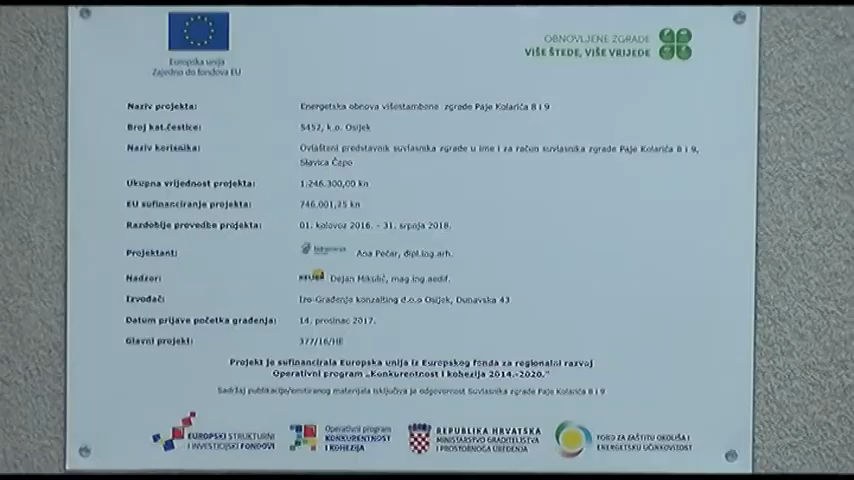 Europska unija
Zajedno do fondova EU
OBNOVLJENE ZGRADE
VIŠE ŠTEDE, VIŠE VRIJEDE
Naziv projekta: Energetska obnova višestambene zgrade Paje Kolarića 8 i 9
Broj kat.čestice: 5452, k.o. Osijek
Naziv korisnika: Ovlašteni predstavnik suvlasnika zgrade u ime i za račun suvlasnika zgrade Paje Kolarića 8 i 9,
Slavica Čepo
Ukupna vrijednost projekta: 1.246.300,00 kn
EU sufinanciranje projekta: 746.001,25 kn
Razdoblje provedbe projekta: 01. kolovoz 2016. - 31. srpnja 2018.
Projektant: Ana Pečar, dipl.ing.arh.
Nadzor: Dejan Mikulić, mag.ing.aedif.
Izvođač: Izo-Građenje konzalting d.o.o Osijek, Dunavska 43
Datum prijave početka građenja: 14. prosinac 2017.
Glavni projekt: 377/16/HE
Projekt je sufinancirala Europska unija iz Europskog fonda za regionalni razvoj
Operativni program „Konkurentnost i kohezija 2014.-2020."
Sadržaj publikacije/emitiranog materijala isključiva je odgovornost Suvlasnika zgrade Paje Kolarića 8 i 9
EUROPSKI STRUKTURNI
I INVESTICIJSKI FONDOVI
Operativni program
KONKURENTNOST
I KOHEZIJA
REPUBLIKA HRVATSKA
MINISTARSTVO GRADITELJSTVA
I PROSTORNOGA UREĐENJA
FOND ZA ZAŠTITU OKOLIŠA I
ENERGETSKU UČINKOVITOST